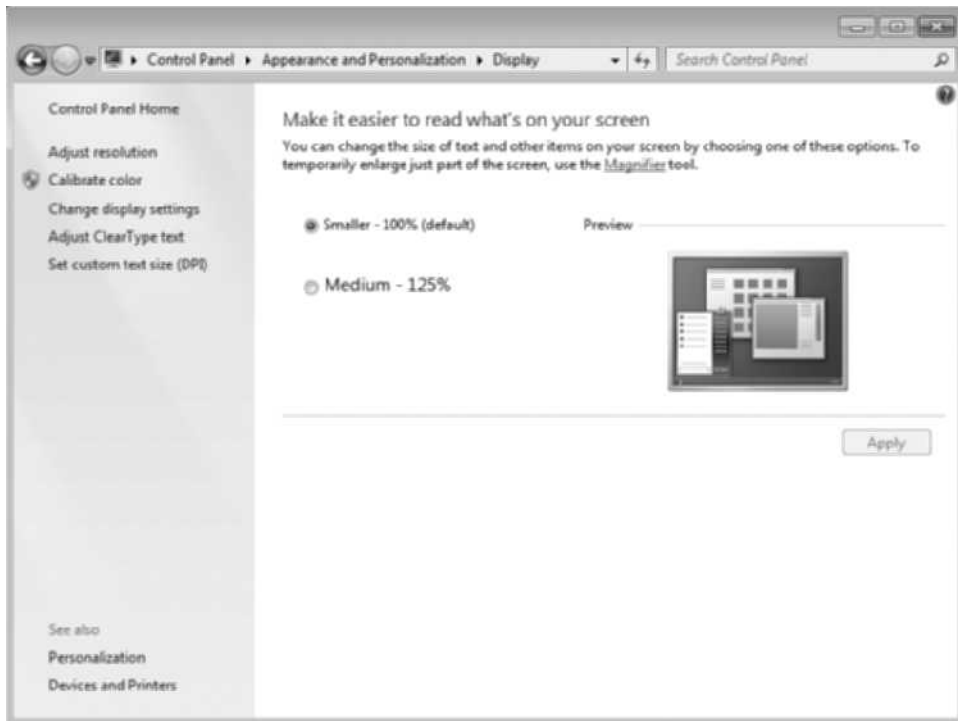 Control Panel Appearance and Personalization Display Search Control Panel
Control Panel Home
Adjust resolution
Calibrate color
Change display settings
Adjust ClearType text
Set custom text size (DPI)
See also
Personalization
Devices and Printers
Make it easier to read what's on your screen
You can change the size of text and other items on your screen by choosing one of these options. To
temporarily enlarge just part of the screen, use the Magnifier tool.
Smaller - 100% (default)
Preview
Medium - 125%
Apply